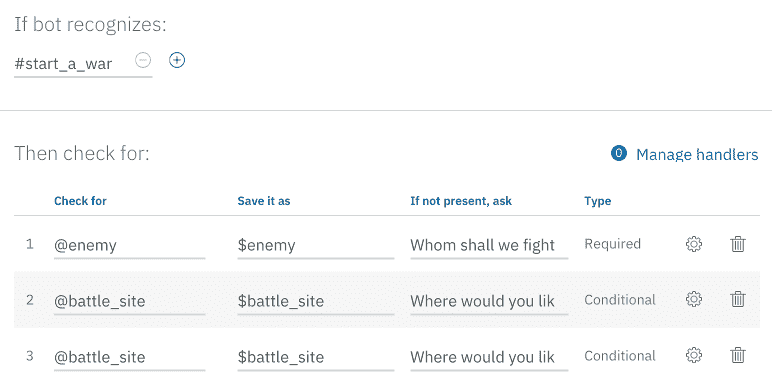 If bot recognizes:
#start_a_war
Then check for:
0 Manage handlers
Check for Save it as If not present, ask Type
1 @enemy $enemy Whom shall we fight Required
2 @battle_site $battle_site Where would you lik Conditional
3 @battle_site $battle_site Where would you lik Conditional